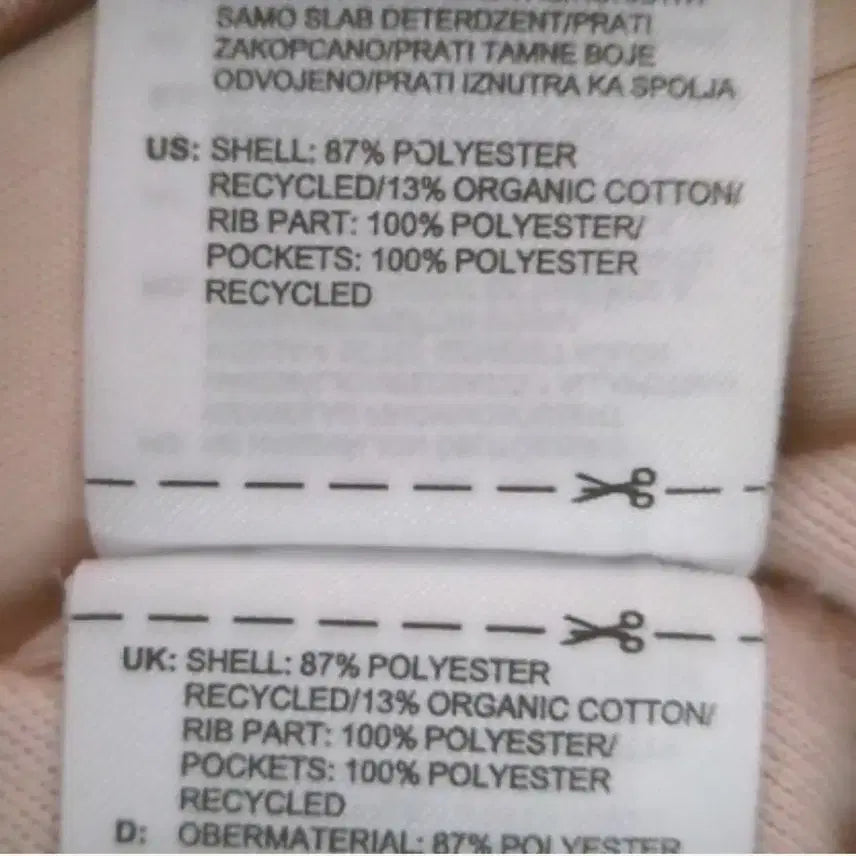 SAMO SLAB DETERDZENT/PRATI
ZAKOPCANO/PRATI TAMNE BOJE
ODVOJENO/PRATI IZNUTRA KA SPOLJA
US: SHELL: 87% POLYESTER
RECYCLED/13% ORGANIC COTTON/
RIB PART: 100% POLYESTER/
POCKETS: 100% POLYESTER
RECYCLED
UK: SHELL: 87% POLYESTER
RECYCLED/13% ORGANIC COTTON/
RIB PART: 100% POLYESTER/
POCKETS: 100% POLYESTER
RECYCLED
D: OBERMATERIAL: 87% POLYESTER